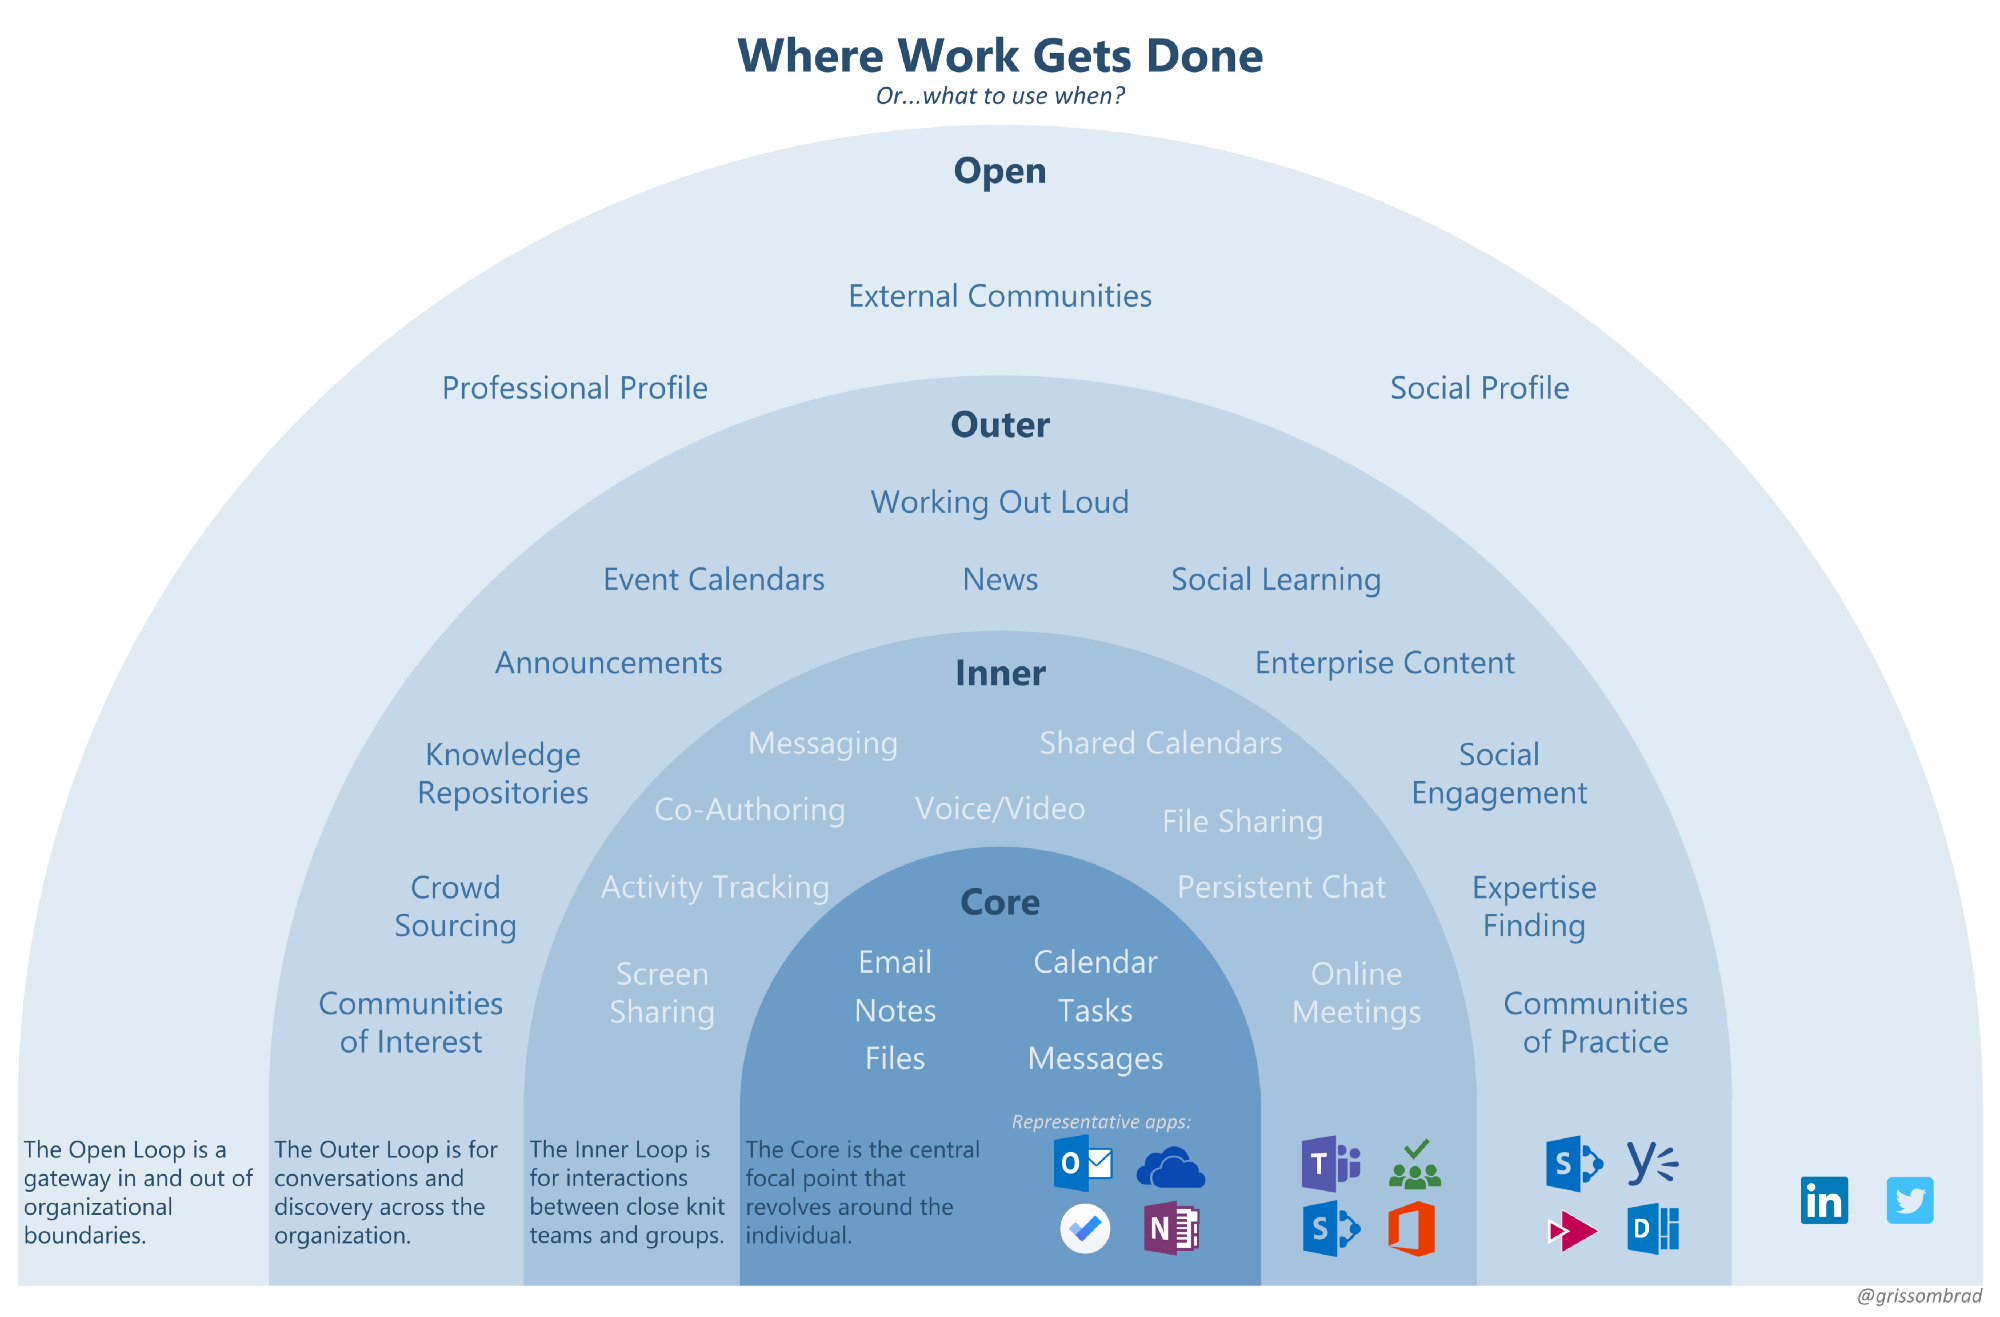 Where Work Gets Done
Or...what to use when?
Open
External Communities
Professional Profile
Social Profile
Outer
Working Out Loud
Event Calendars
News
Social Learning
Announcements
Enterprise Content
Knowledge
Repositories
Social
Engagement
Crowd
Sourcing
Expertise
Finding
Communities
of Interest
Communities
of Practice
Inner
Messaging
Shared Calendars
Co-Authoring
Voice/Video
File Sharing
Activity Tracking
Persistent Chat
Screen
Sharing
Online
Meetings
Core
Email
Calendar
Notes
Tasks
Files
Messages
The Open Loop is a
gateway in and out of
organizational
boundaries.
The Outer Loop is for
conversations and
discovery across the
organization.
The Inner Loop is
for interactions
between close knit
teams and groups.
The Core is the central
focal point that
revolves around the
individual.
Representative apps:
O
N
T
S
S
D
in
@grissombrad